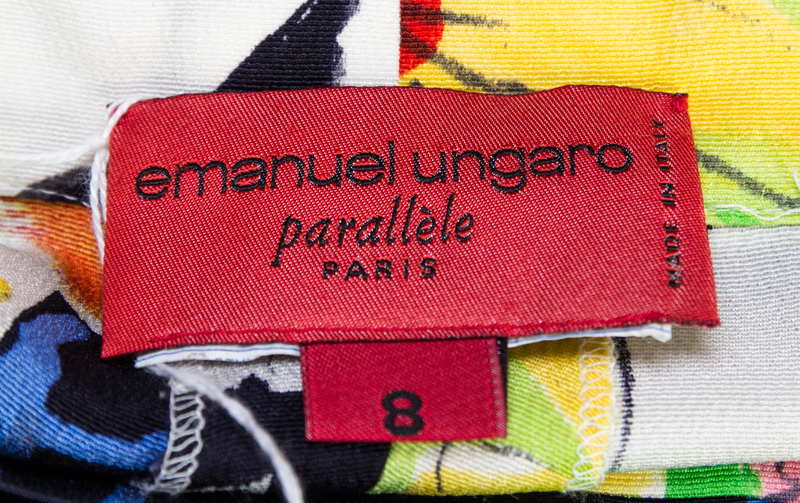 emanuel ungaro
parallèle
PARIS
MADE IN ITALY
8